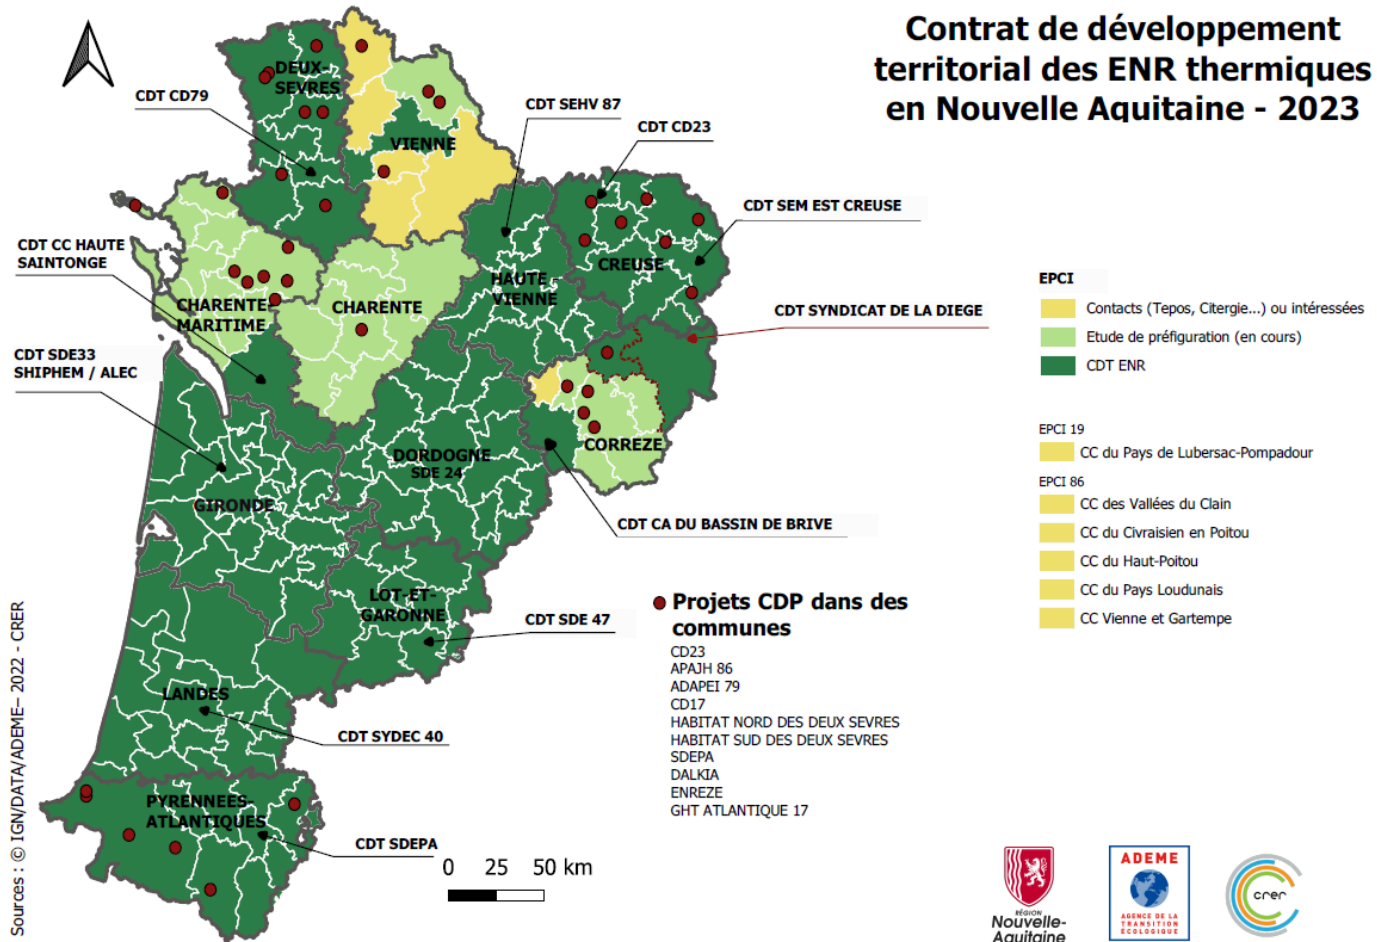 Contrat de développement
territorial des ENR thermiques
en Nouvelle Aquitaine - 2023
DEUX-
SEVRES
CDT CD79
CDT SEHV 87
VIENNE
CDT CD23
CDT SEM EST CREUSE
CDT CC HAUTE
SAINTONGE
CREUSE
HAUTE-
VIENNE
CHARENTE-
MARITIME
CHARENTE
CDT SYNDICAT DE LA DIEGE
CDT SDE33
SHIPHEM / ALEC
CORREZE
DORDOGNE
SDE 24
GIRONDE
CDT CA DU BASSIN DE BRIVE
LOT-ET-
GARONNE
CDT SDE 47
LANDES
CDT SYDEC 40
PYRENNEES-
ATLANTIQUES
CDT SDEPA
0 25 50 km
EPCI
Contacts (Tepos, Citergie...) ou intéressées
Etude de préfiguration (en cours)
CDT ENR
EPCI 19
CC du Pays de Lubersac-Pompadour
EPCI 86
CC des Vallées du Clain
CC du Civraisien en Poitou
CC du Haut-Poitou
CC du Pays Loudunais
CC Vienne et Gartempe
Projets CDP dans des
communes
CD23
APAJH 86
ADAPEI 79
CD17
HABITAT NORD DES DEUX SEVRES
HABITAT SUD DES DEUX SEVRES
SDEPA
DALKIA
ENREZE
GHT ATLANTIQUE 17
Sources : © IGN/DATA/ADEME– 2022 - CRER
RÉGION
Nouvelle-
Aquitaine
ADEME
AGENCE DE LA
TRANSITION
ÉCOLOGIQUE
crer